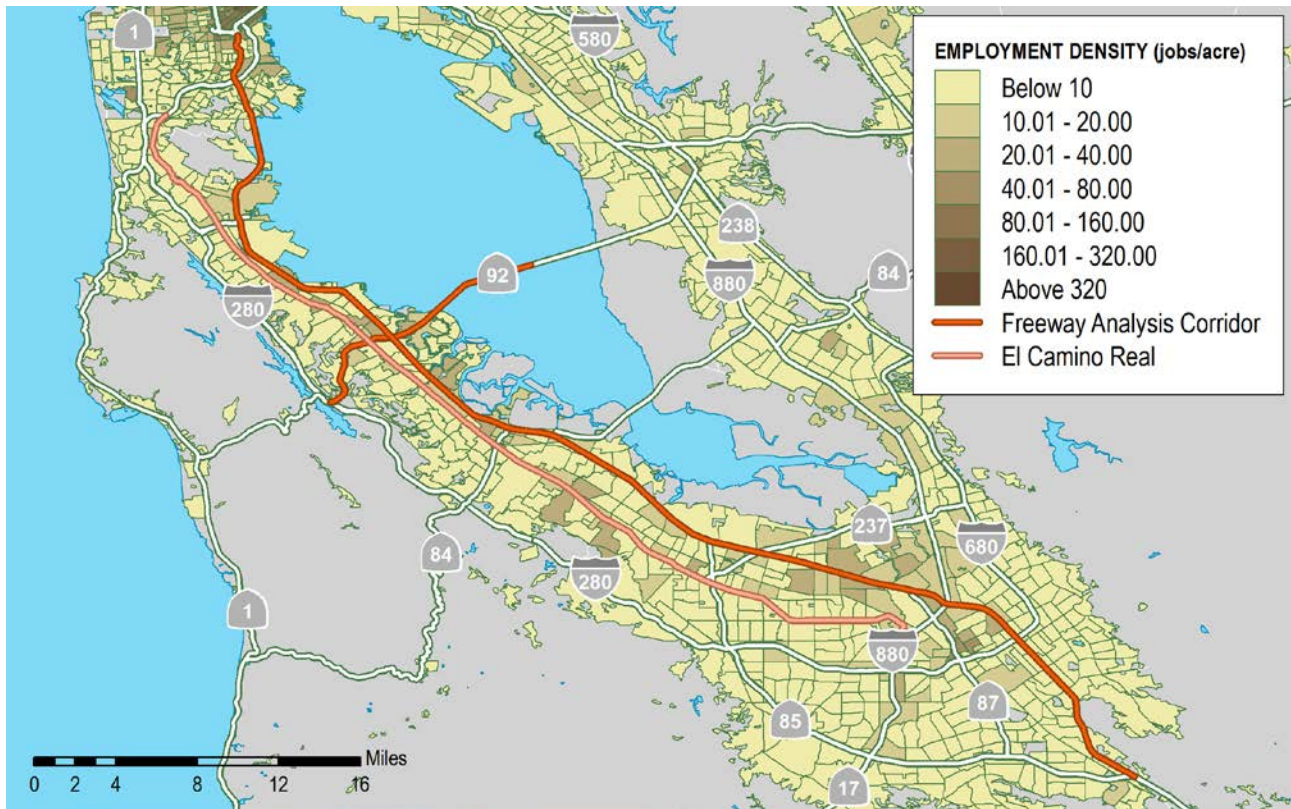 1
580
EMPLOYMENT DENSITY (jobs/acre)
Below 10
10.01 - 20.00
20.01 - 40.00
40.01 - 80.00
80.01 - 160.00
160.01 - 320.00
Above 320
Freeway Analysis Corridor
El Camino Real
238
92
880
84
280
237
680
84
280
1
880
87
85
17
Miles
0 2 4 8 12 16